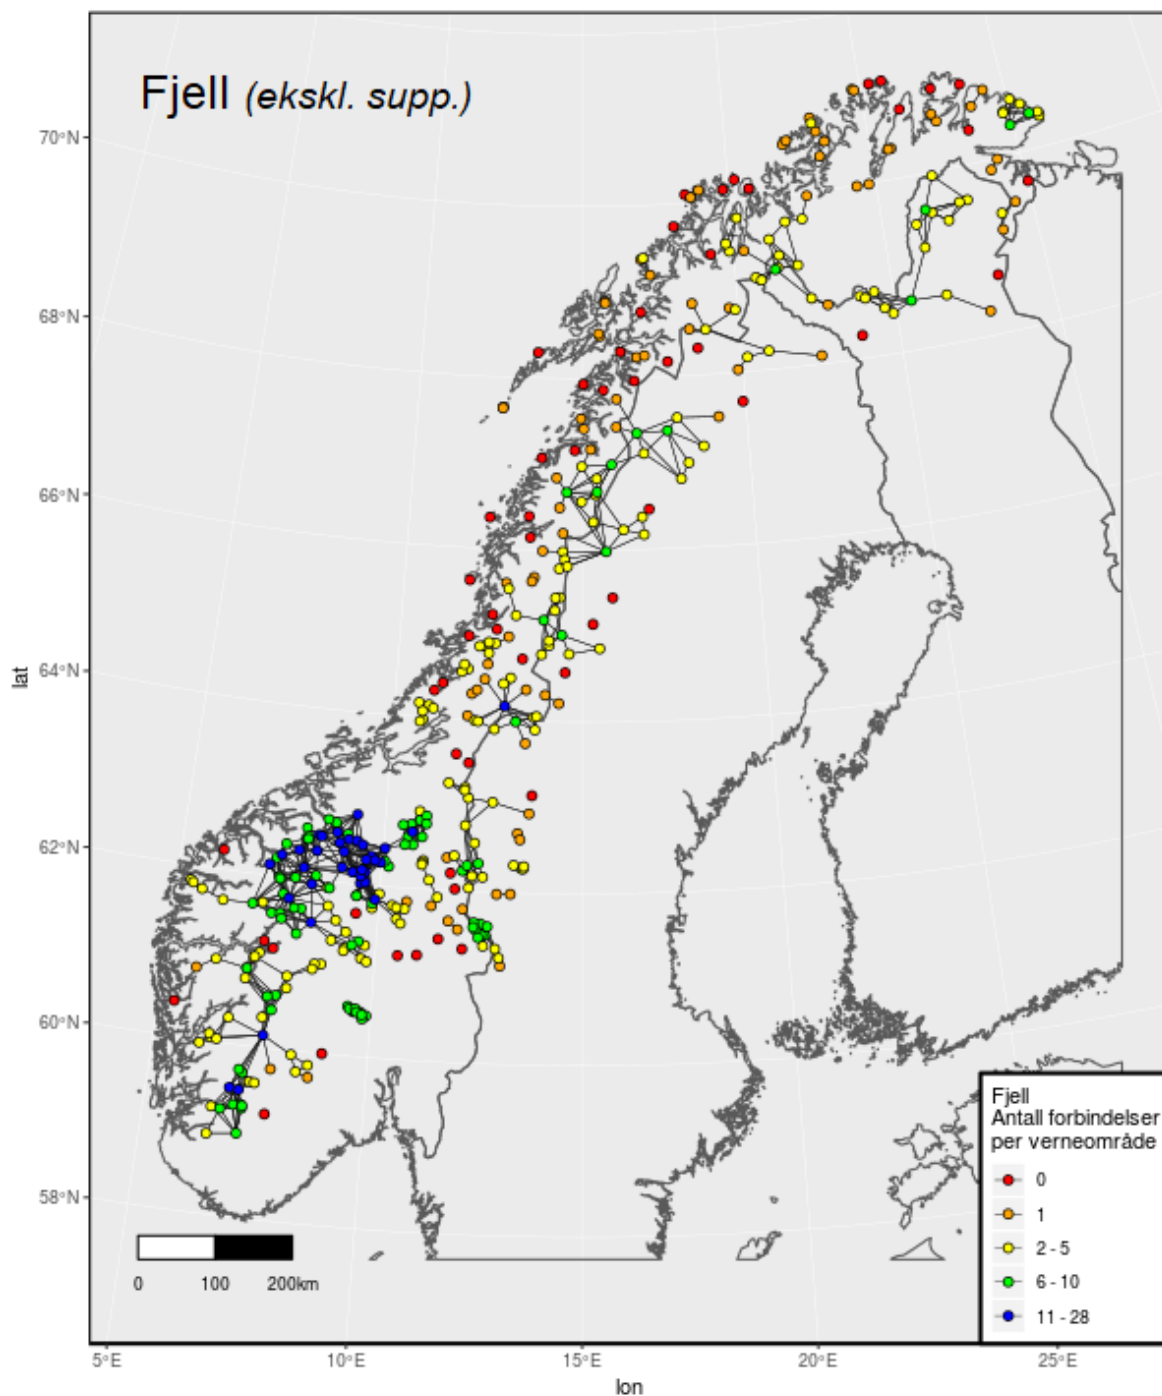 Fjell (ekskl. supp.)
70°N
68°N
66°N
64°N
62°N
60°N
58°N
lat
0 100 200km
5°E 10°E 15°E 20°E 25°E
lon
Fjell
Antall forbindelser
per verneområde
0
1
2 - 5
6 - 10
11 - 28